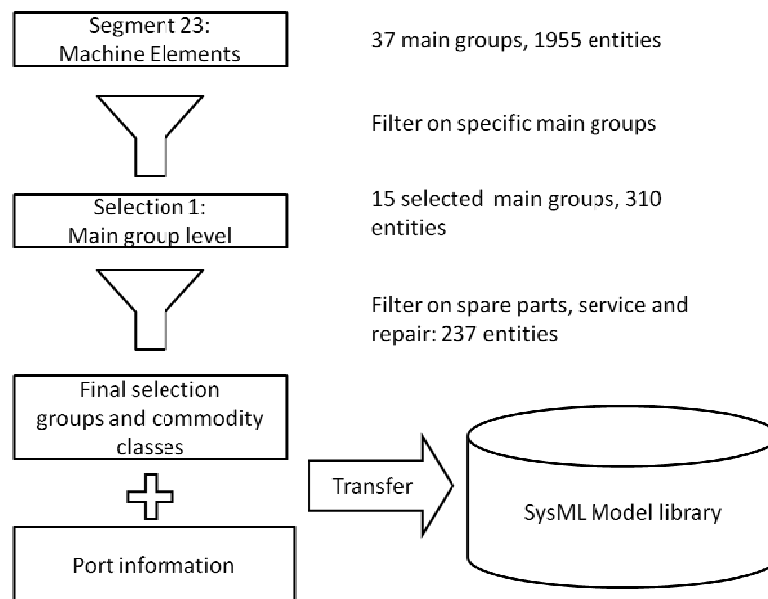 Segment 23:
Machine Elements
37 main groups, 1955 entities
Filter on specific main groups
Selection 1:
Main group level
15 selected main groups, 310
entities
Filter on spare parts, service and
repair: 237 entities
Final selection
groups and commodity
classes
Transfer
SysML Model library
Port information